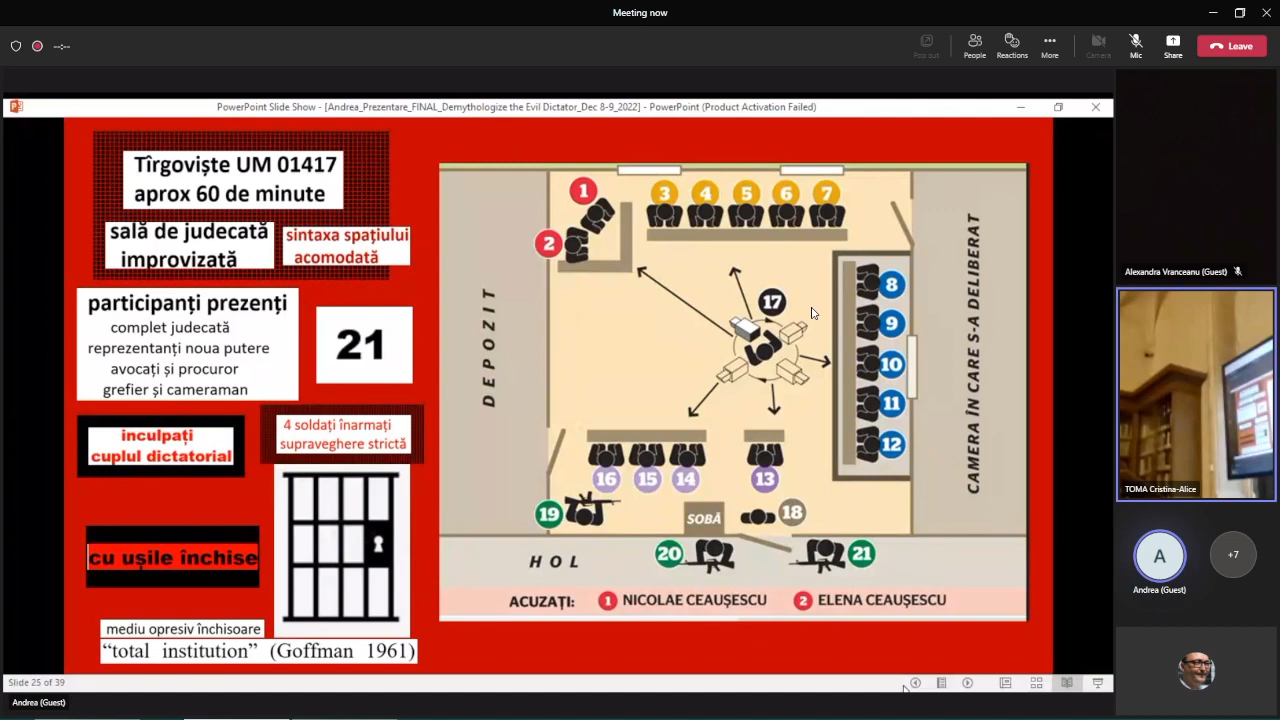 Meeting now
--:--
Pop out
People
Reactions
More
Camera
Mic
Share
Leave
PowerPoint Slide Show - [Andrea_Prezentare_FINAL_Demythologize the Evil Dictator_Dec 8-9_2022] - PowerPoint (Product Activation Failed)
Tîrgoviște UM 01417
aprox 60 de minute
sală de judecată
improvizată
sintaxa spațiului
acomodată
participanți prezenți
complet judecată
reprezentanți noua putere
avocați și procuror
grefier și cameraman
21
inculpați
cuplul dictatorial
4 soldați înarmați
supraveghere strictă
cu ușile închise
mediu opresiv închisoare
“total institution” (Goffman 1961)
1
2
3 4 5 6 7
8
9
10
11
12
17
16 15 14 13
19
SOBĂ
18
20
21
DEPOZIT
CAMERA ÎN CARE S-A DELIBERAT
HOL
ACUZAȚI: 1 NICOLAE CEAUȘESCU 2 ELENA CEAUȘESCU
Slide 25 of 39
Andrea (Guest)
Alexandra Vranceanu (Guest)
TOMA Cristina-Alice
A
Andrea (Guest)
+7